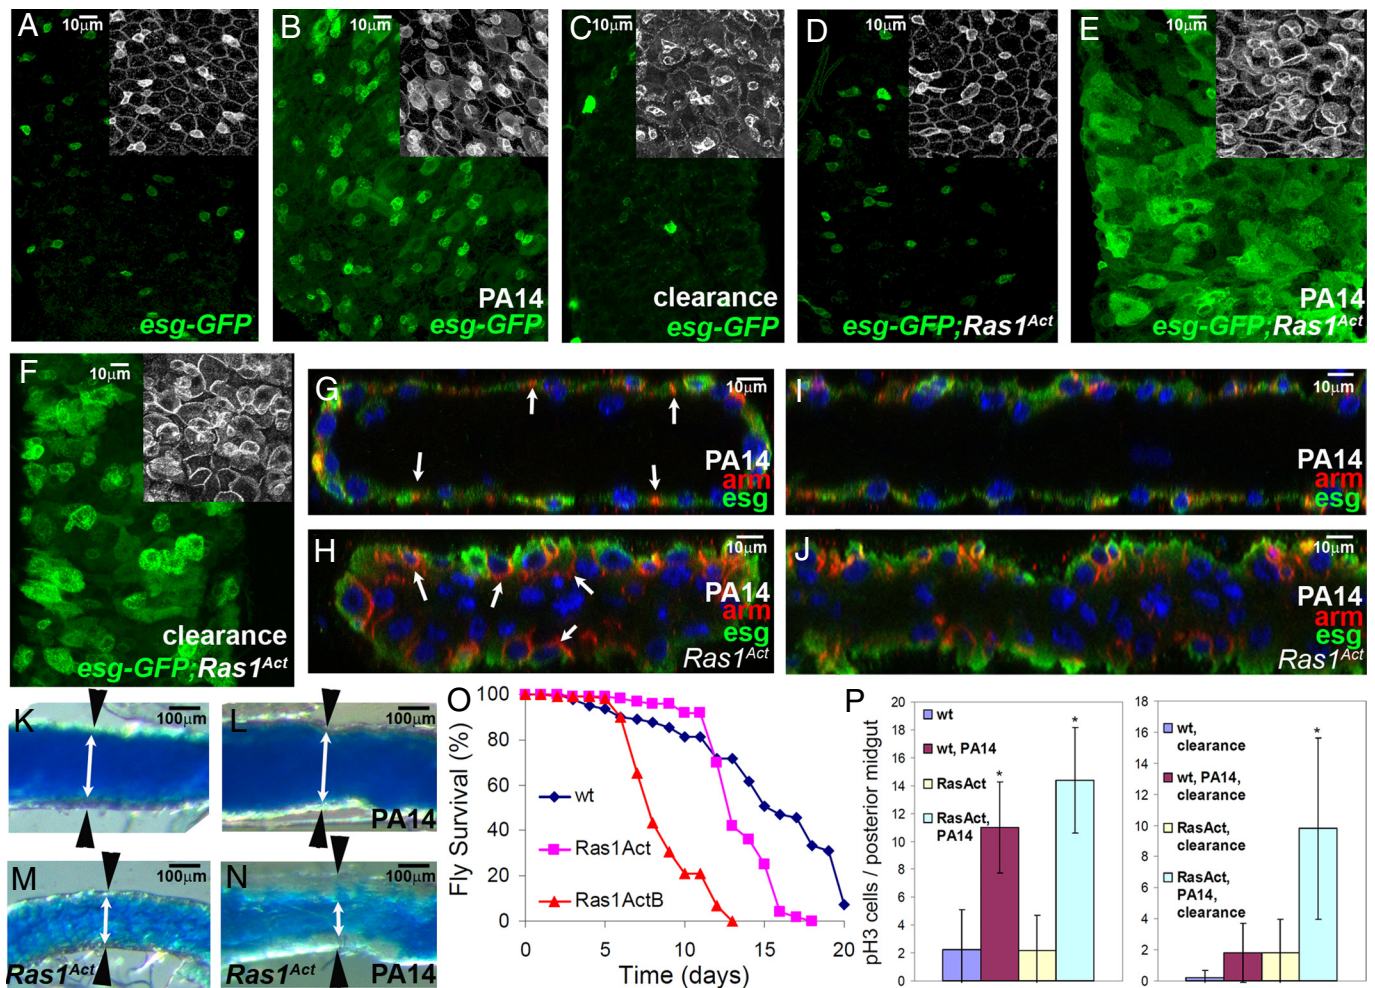 A
10μm
esg-GFP
B
10μm
PA14
esg-GFP
C
10μm
clearance
esg-GFP
D
10μm
esg-GFP;Ras1Act
E
10μm
PA14
esg-GFP;Ras1Act
F
10μm
clearance
esg-GFP;Ras1Act
G
10μm
PA14
arm
esg
I
10μm
PA14
arm
esg
H
10μm
PA14
arm
esg
Ras1Act
J
10μm
PA14
arm
esg
Ras1Act
K
100μm
L
100μm
PA14
M
100μm
Ras1Act
N
100μm
Ras1Act
PA14
O
Fly Survival (%)
100
80
60
40
20
0
wt
Ras1Act
Ras1ActB
0 5 10 15 20
Time (days)
P
pH3 cells / posterior midgut
20
18
16
14
12
10
8
6
4
2
0
wt
wt, PA14
RasAct
RasAct,
PA14
*
*
18
16
14
12
10
8
6
4
2
0
wt,
clearance
wt, PA14,
clearance
RasAct,
clearance
RasAct,
PA14,
clearance
*